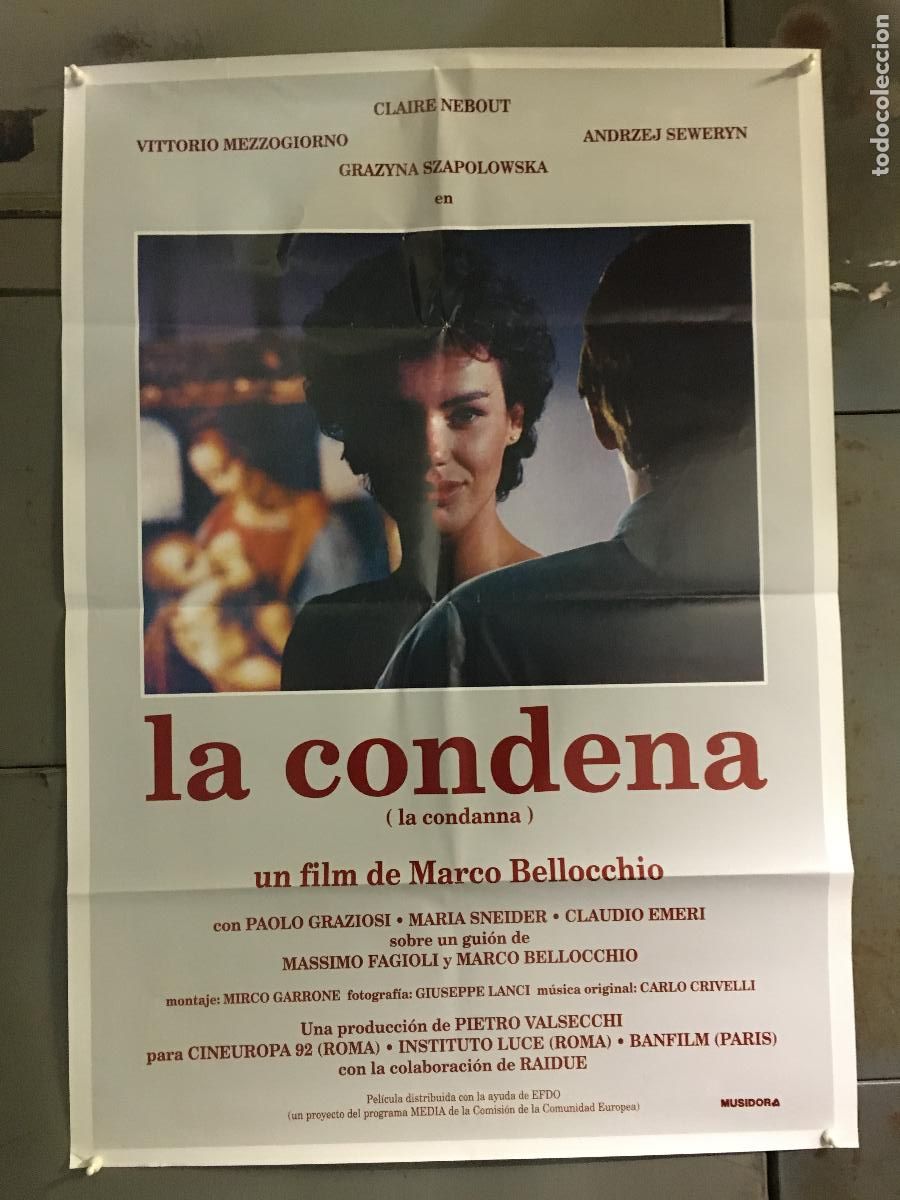 CLAIRE NEBOUT
VITTORIO MEZZOGIORNO
ANDRZEJ SEWERYN
GRAZYNA SZAPOLOWSKA
en
la condena
( la condanna )
un film de Marco Bellocchio
con PAOLO GRAZIOSI • MARIA SNEIDER • CLAUDIO EMERI
sobre un guión de
MASSIMO FAGIOLI y MARCO BELLOCCHIO
montaje: MIRCO GARRONE fotografía: GIUSEPPE LANCI música original: CARLO CRIVELLI
Una producción de PIETRO VALSECCHI
para CINEUROPA 92 (ROMA) • INSTITUTO LUCE (ROMA) • BANFILM (PARIS)
con la colaboración de RAIDUE
Película distribuida con la ayuda de EFDO
(un proyecto del programa MEDIA de la Comisión de la Comunidad Europea)
MUSIDORA
todocoleccion